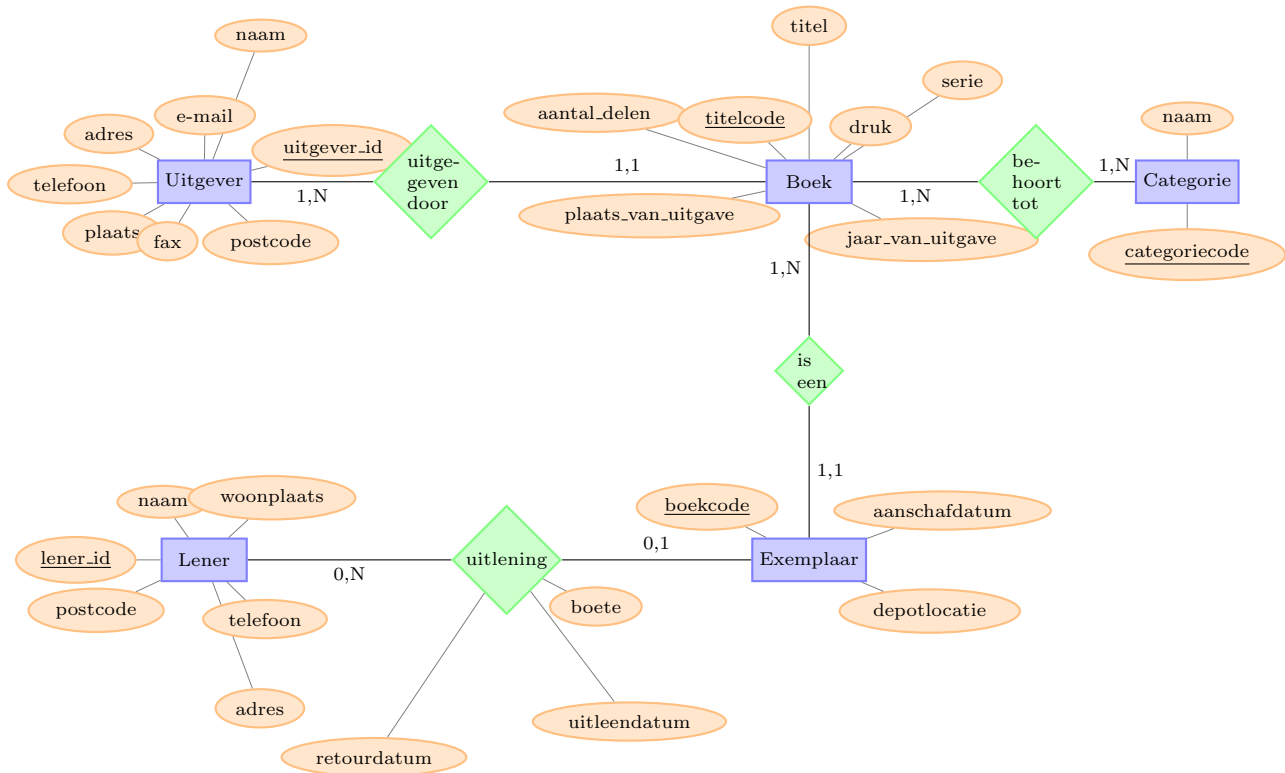 titel
naam
serie
aantal_delen
titelcode
e-mail
naam
druk
adres
uitgever_id
uitge-
geven
door
be-
hoort
tot
1,1
1,N
telefoon
Uitgever
Boek
Categorie
1,N
1,N
plaats
fax
postcode
plaats_van_uitgave
jaar_van_uitgave
categoriecode
1,N
is
een
1,1
naam
woonplaats
boekcode
aanschafdatum
0,1
lener_id
Lener
uitlening
Exemplaar
0,N
postcode
telefoon
boete
depotlocatie
adres
uitleendatum
retourdatum